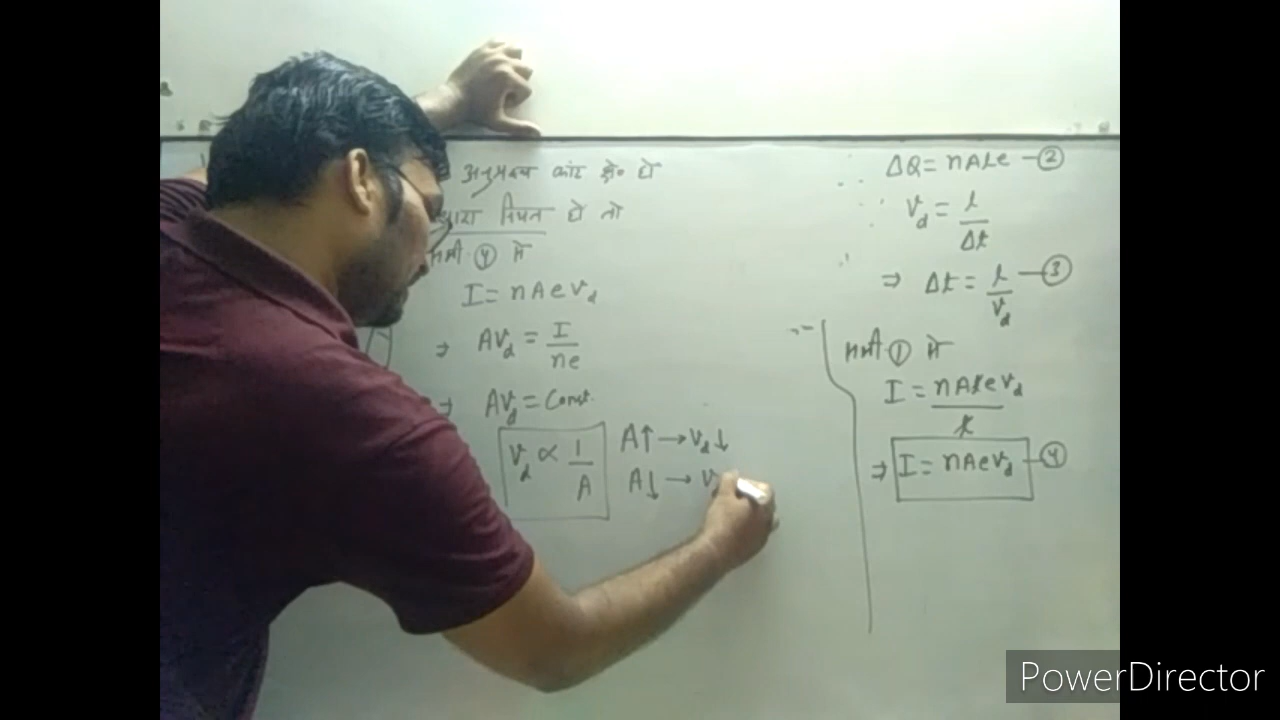 अनुप्रस्थ काट क्षे० हो
धारा नियत हो तो
समी. ④ से
I = nAeV_d
⇒ AV_d = I/ne
⇒ AV_d = Const.
V_d ∝ 1/A
A↑ → V_d↓
A↓ → V
ΔQ = nAle —②
V_d = l/Δt
⇒ Δt = l/V_d —③
समी. ① से
I = nAleV_d/l
⇒ I = nAeV_d —④
PowerDirector